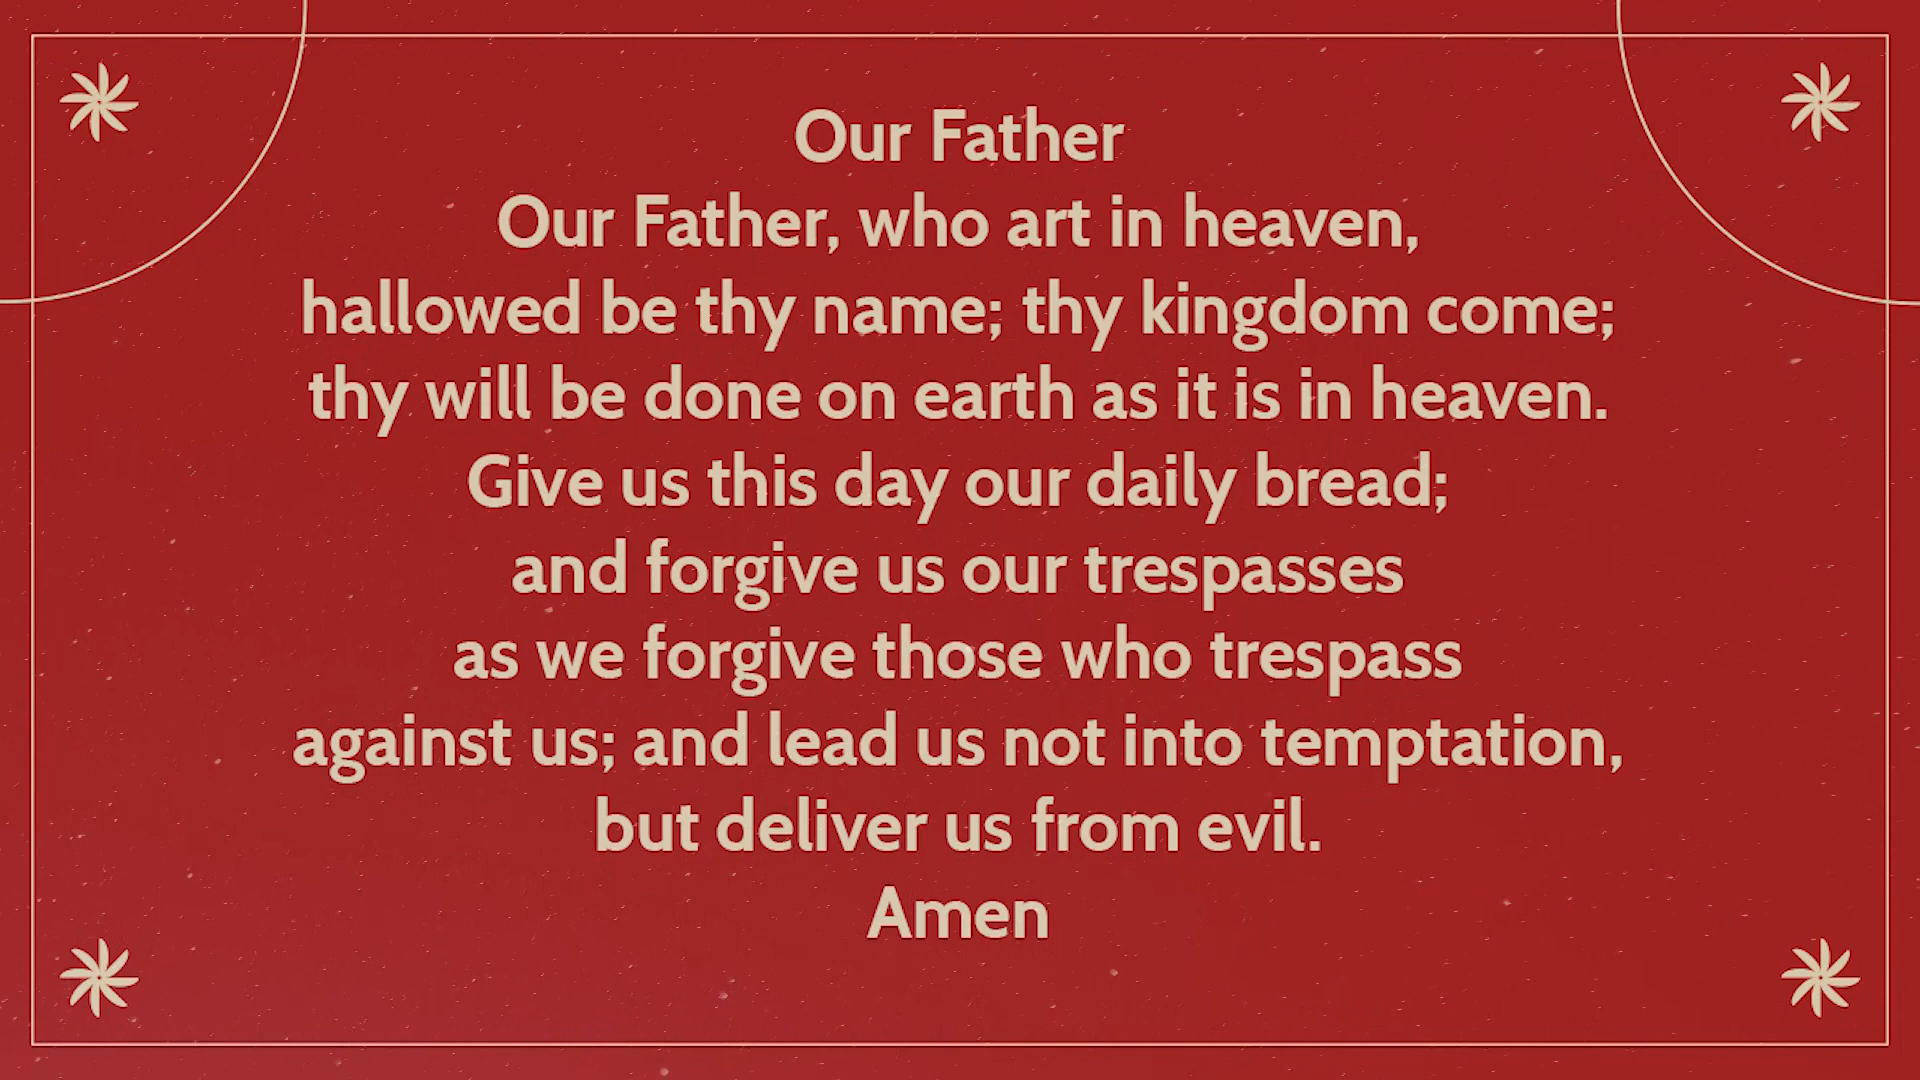 Our Father
Our Father, who art in heaven,
hallowed be thy name; thy kingdom come;
thy will be done on earth as it is in heaven.
Give us this day our daily bread;
and forgive us our trespasses
as we forgive those who trespass
against us; and lead us not into temptation,
but deliver us from evil.
Amen